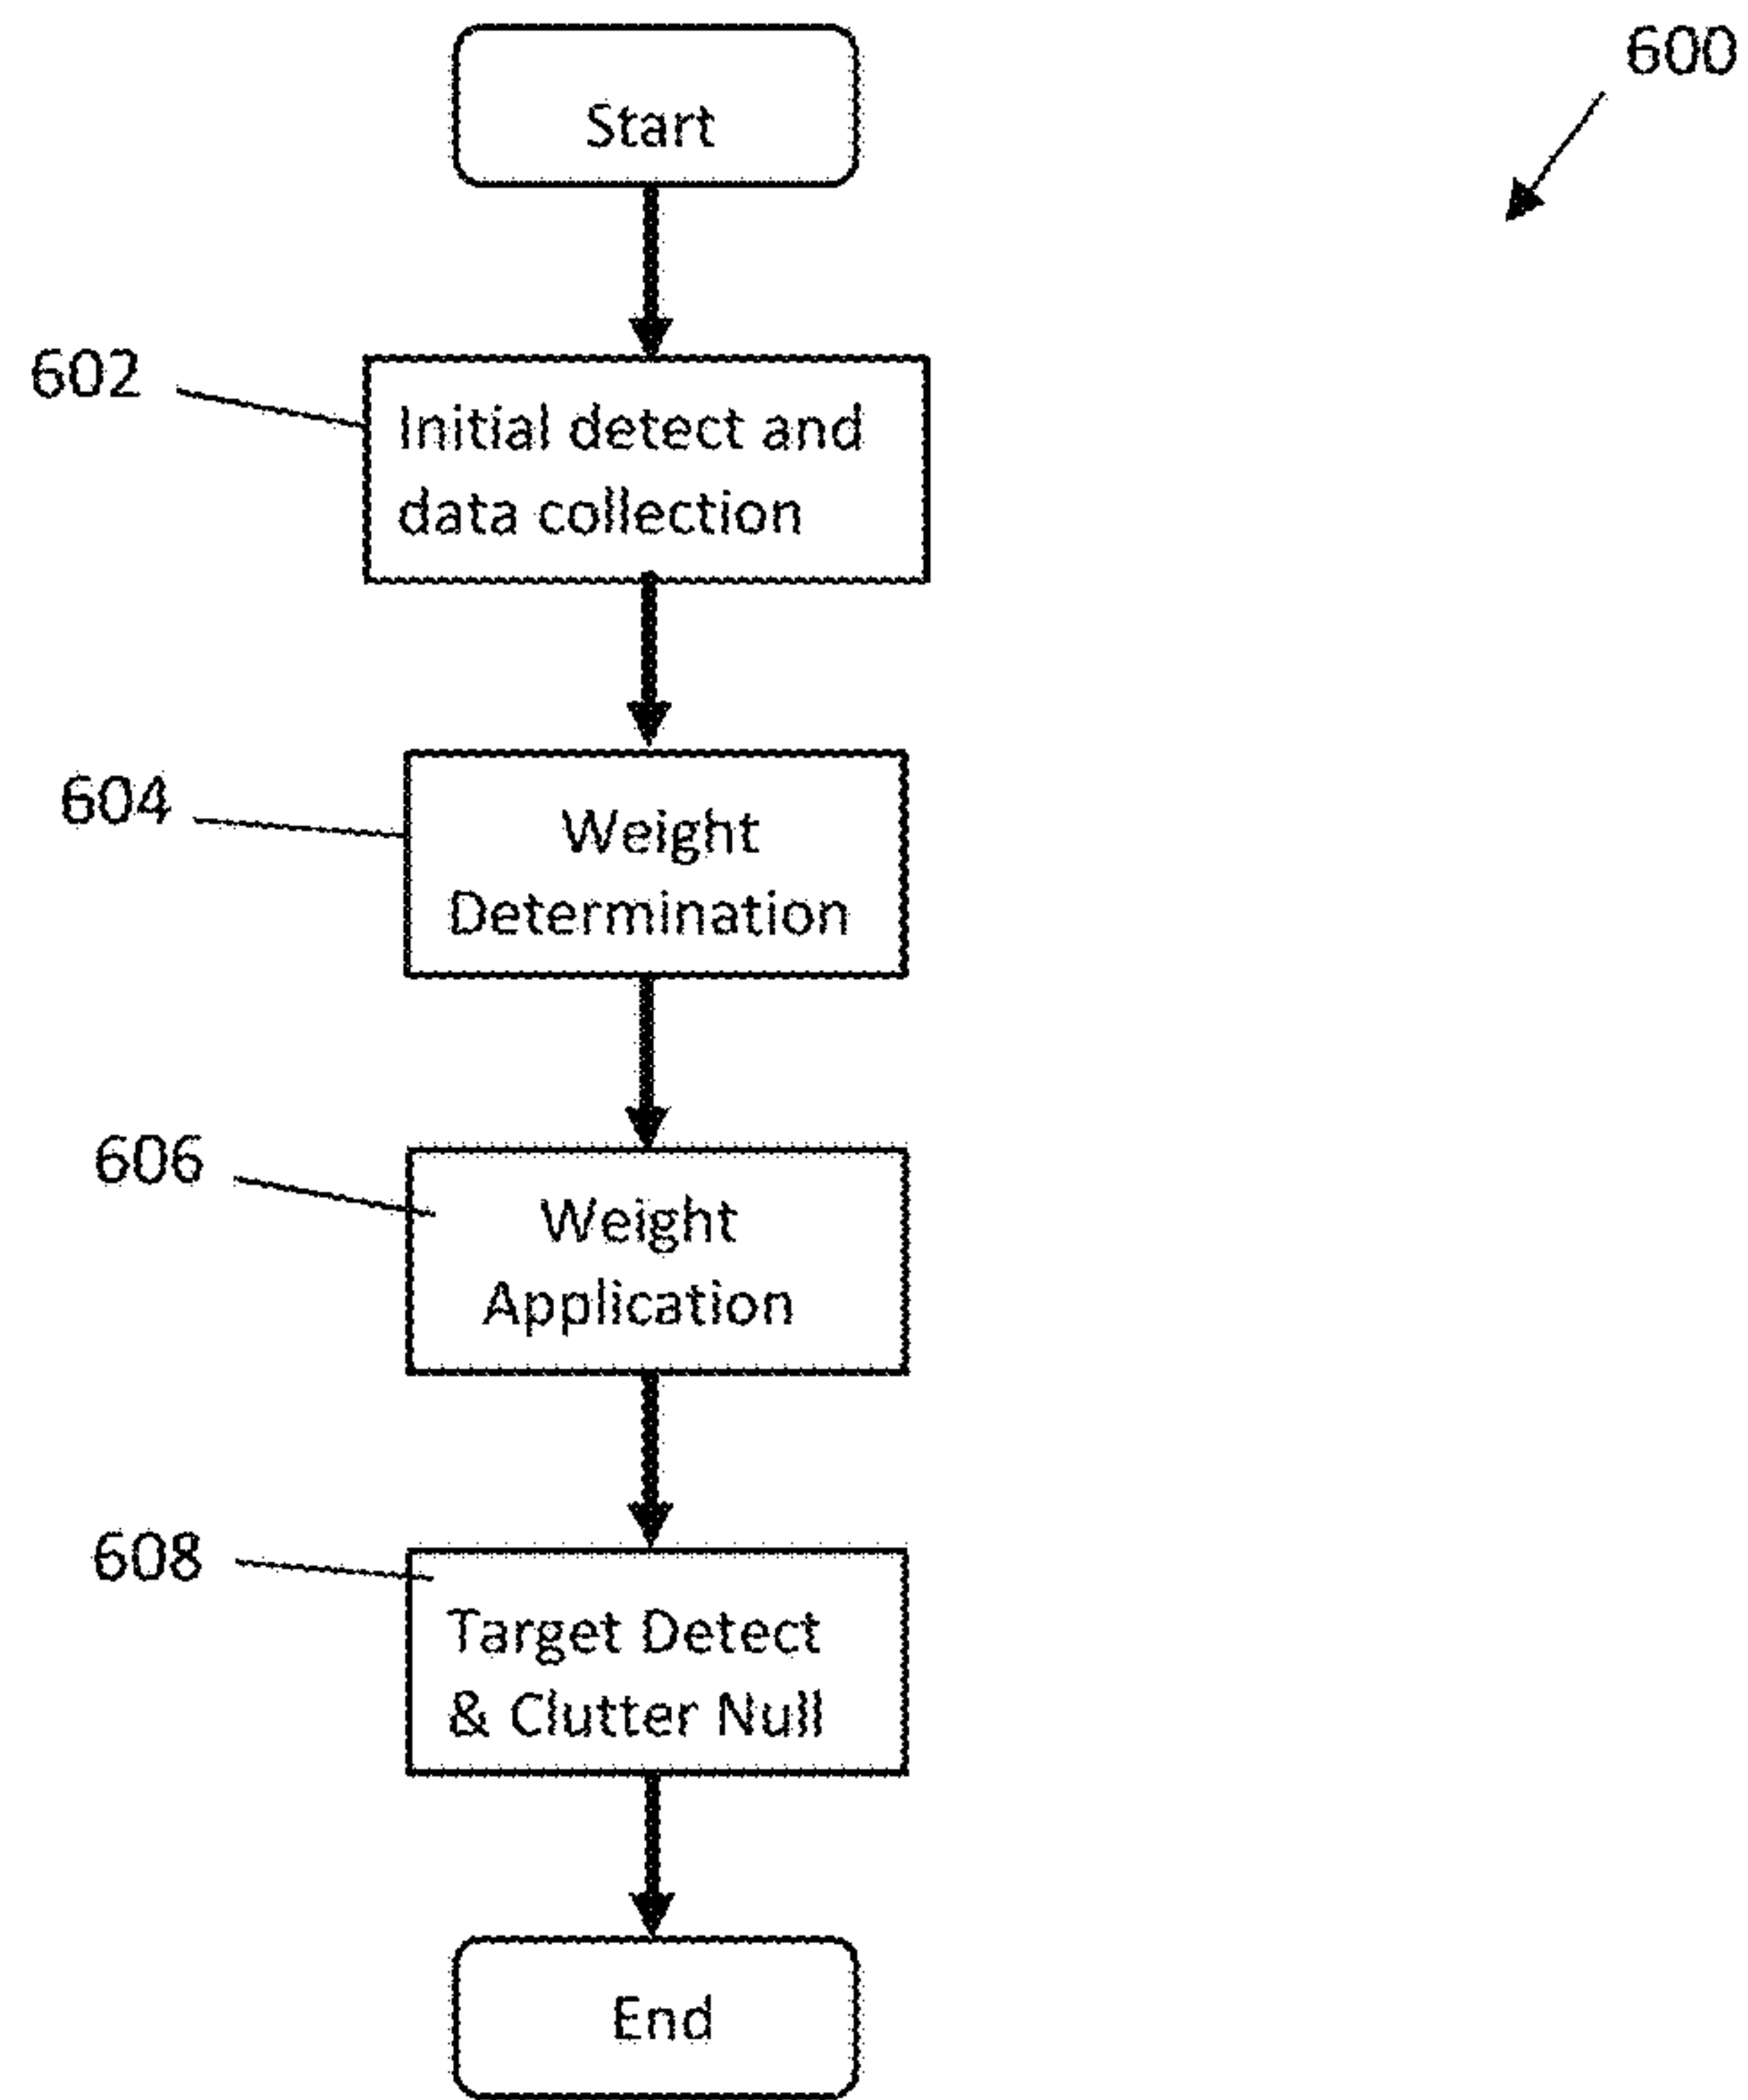 600
Start
602
Initial detect and
data collection
604
Weight
Determination
606
Weight
Application
608
Target Detect
& Clutter Null
End